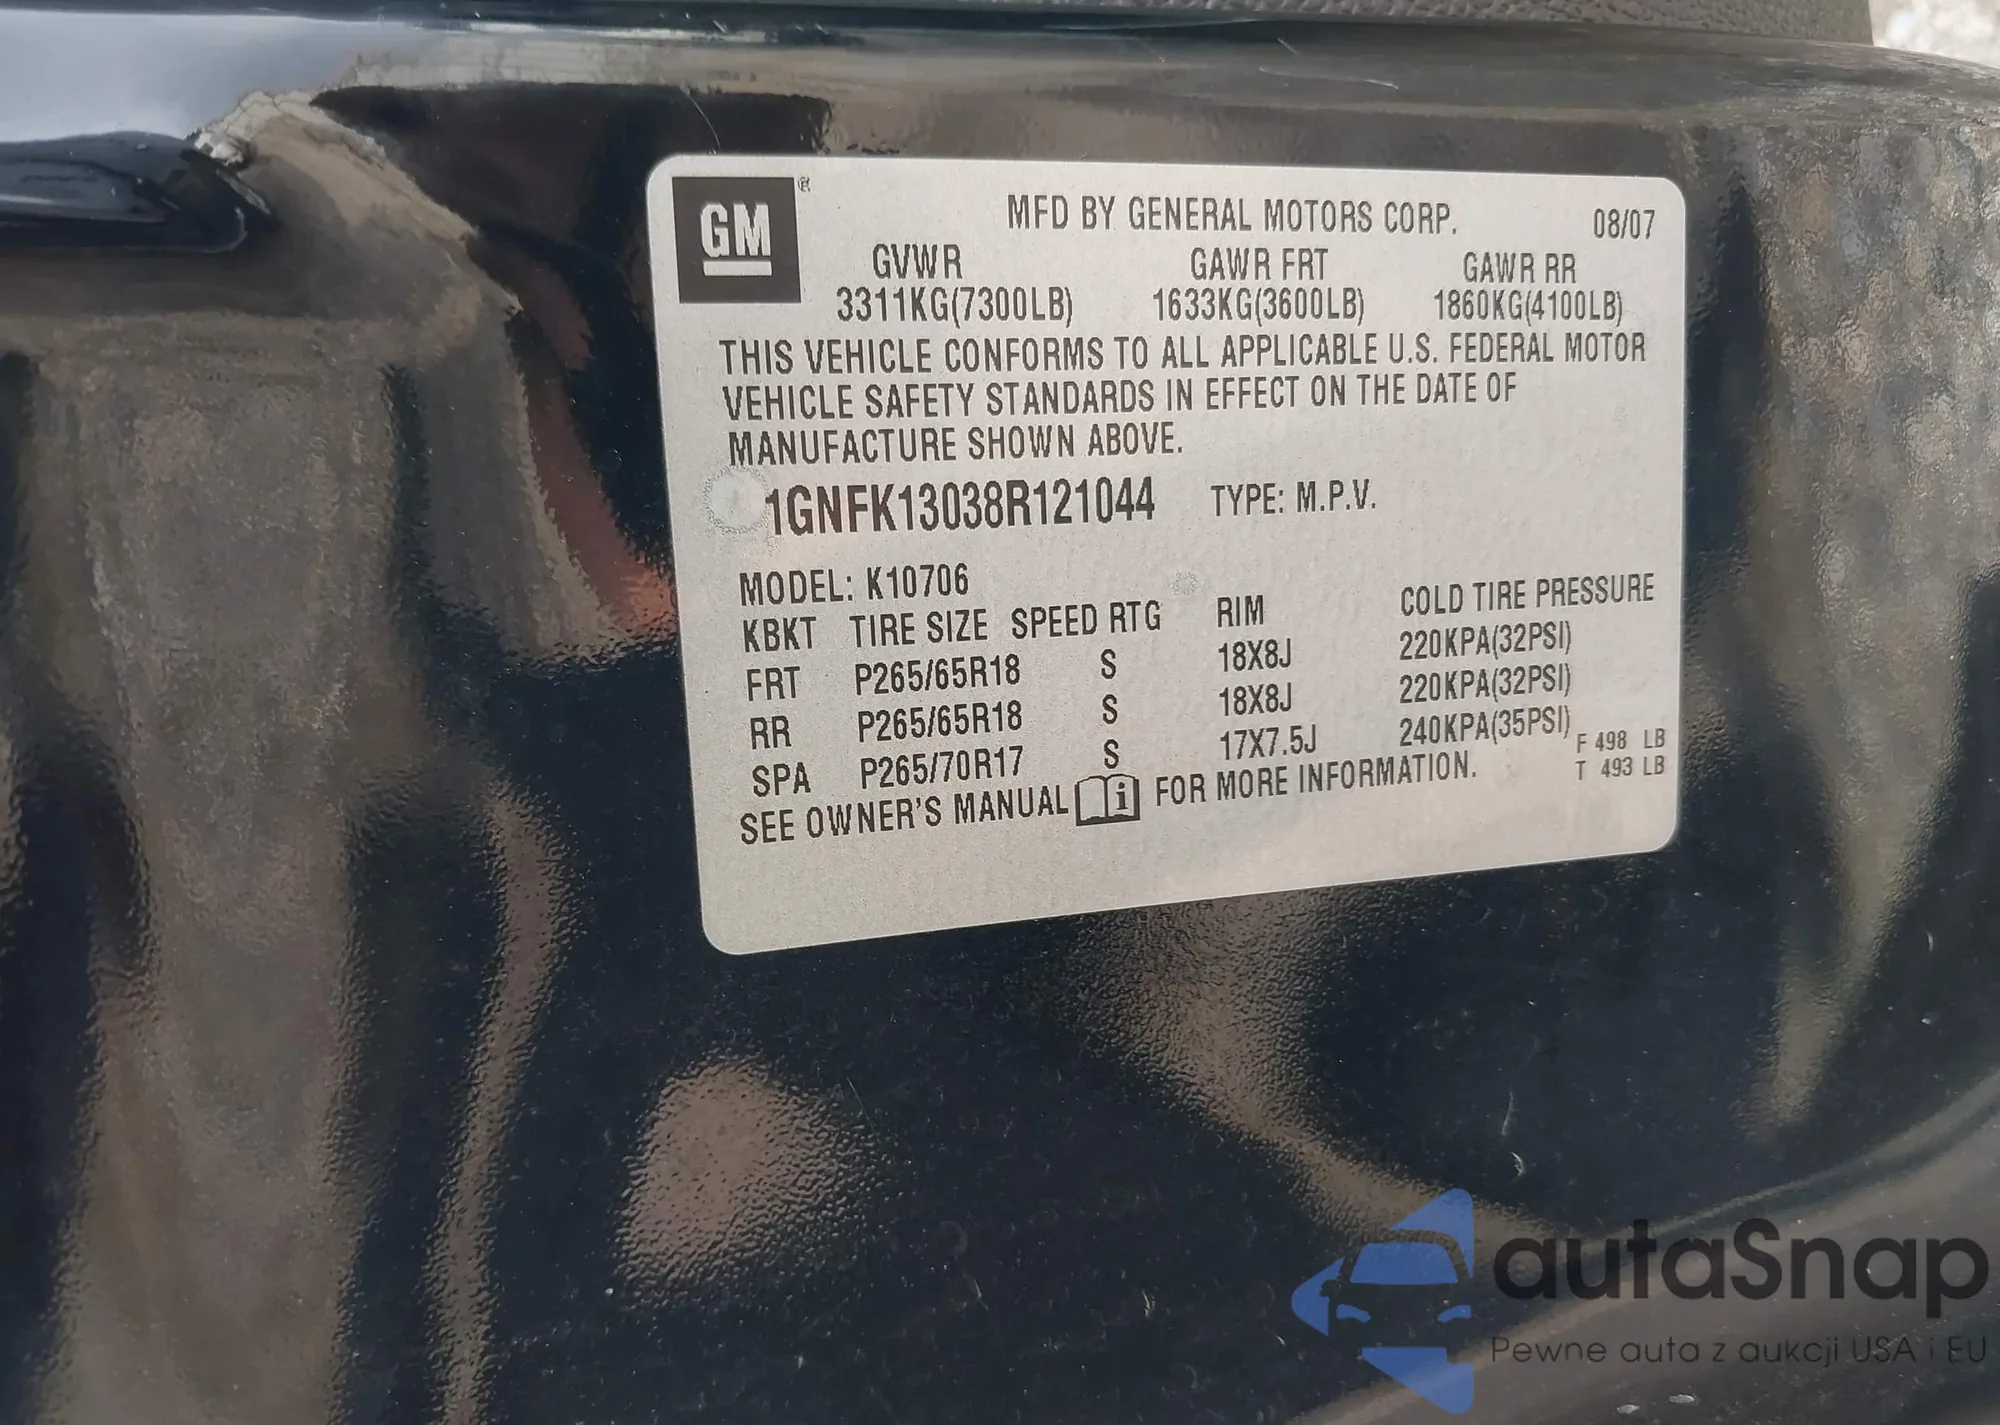 GM ®
MFD BY GENERAL MOTORS CORP. 08/07
GVWR GAWR FRT GAWR RR
3311KG(7300LB) 1633KG(3600LB) 1860KG(4100LB)
THIS VEHICLE CONFORMS TO ALL APPLICABLE U.S. FEDERAL MOTOR
VEHICLE SAFETY STANDARDS IN EFFECT ON THE DATE OF
MANUFACTURE SHOWN ABOVE.
1GNFK13038R121044 TYPE: M.P.V.
MODEL: K10706
KBKT TIRE SIZE SPEED RTG RIM COLD TIRE PRESSURE
FRT P265/65R18 S 18X8J 220KPA(32PSI)
RR P265/65R18 S 18X8J 220KPA(32PSI)
SPA P265/70R17 S 17X7.5J 240KPA(35PSI)
SEE OWNER'S MANUAL FOR MORE INFORMATION.
F 498 LB
T 493 LB
autaSnap
Pewne auta z aukcji USA i EU